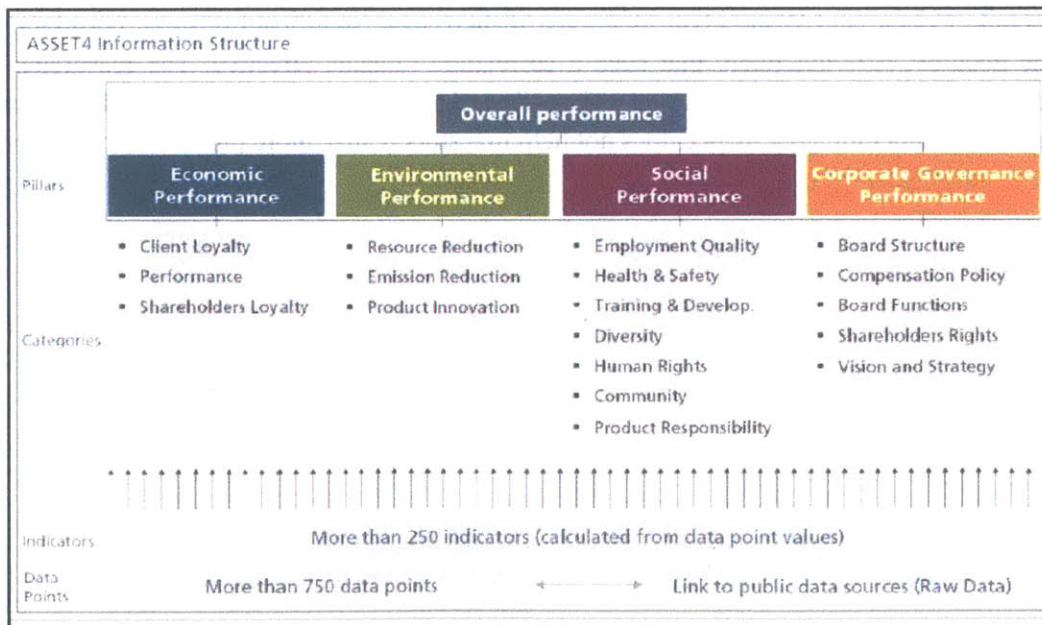 ASSET4 Information Structure
Overall performance
Pillars
Economic
Performance
Environmental
Performance
Social
Performance
Corporate Governance
Performance
Categories
▪ Client Loyalty
▪ Performance
▪ Shareholders Loyalty
▪ Resource Reduction
▪ Emission Reduction
▪ Product Innovation
▪ Employment Quality
▪ Health & Safety
▪ Training & Develop.
▪ Diversity
▪ Human Rights
▪ Community
▪ Product Responsibility
▪ Board Structure
▪ Compensation Policy
▪ Board Functions
▪ Shareholders Rights
▪ Vision and Strategy
Indicators
More than 250 indicators (calculated from data point values)
Data
Points
More than 750 data points
Link to public data sources (Raw Data)